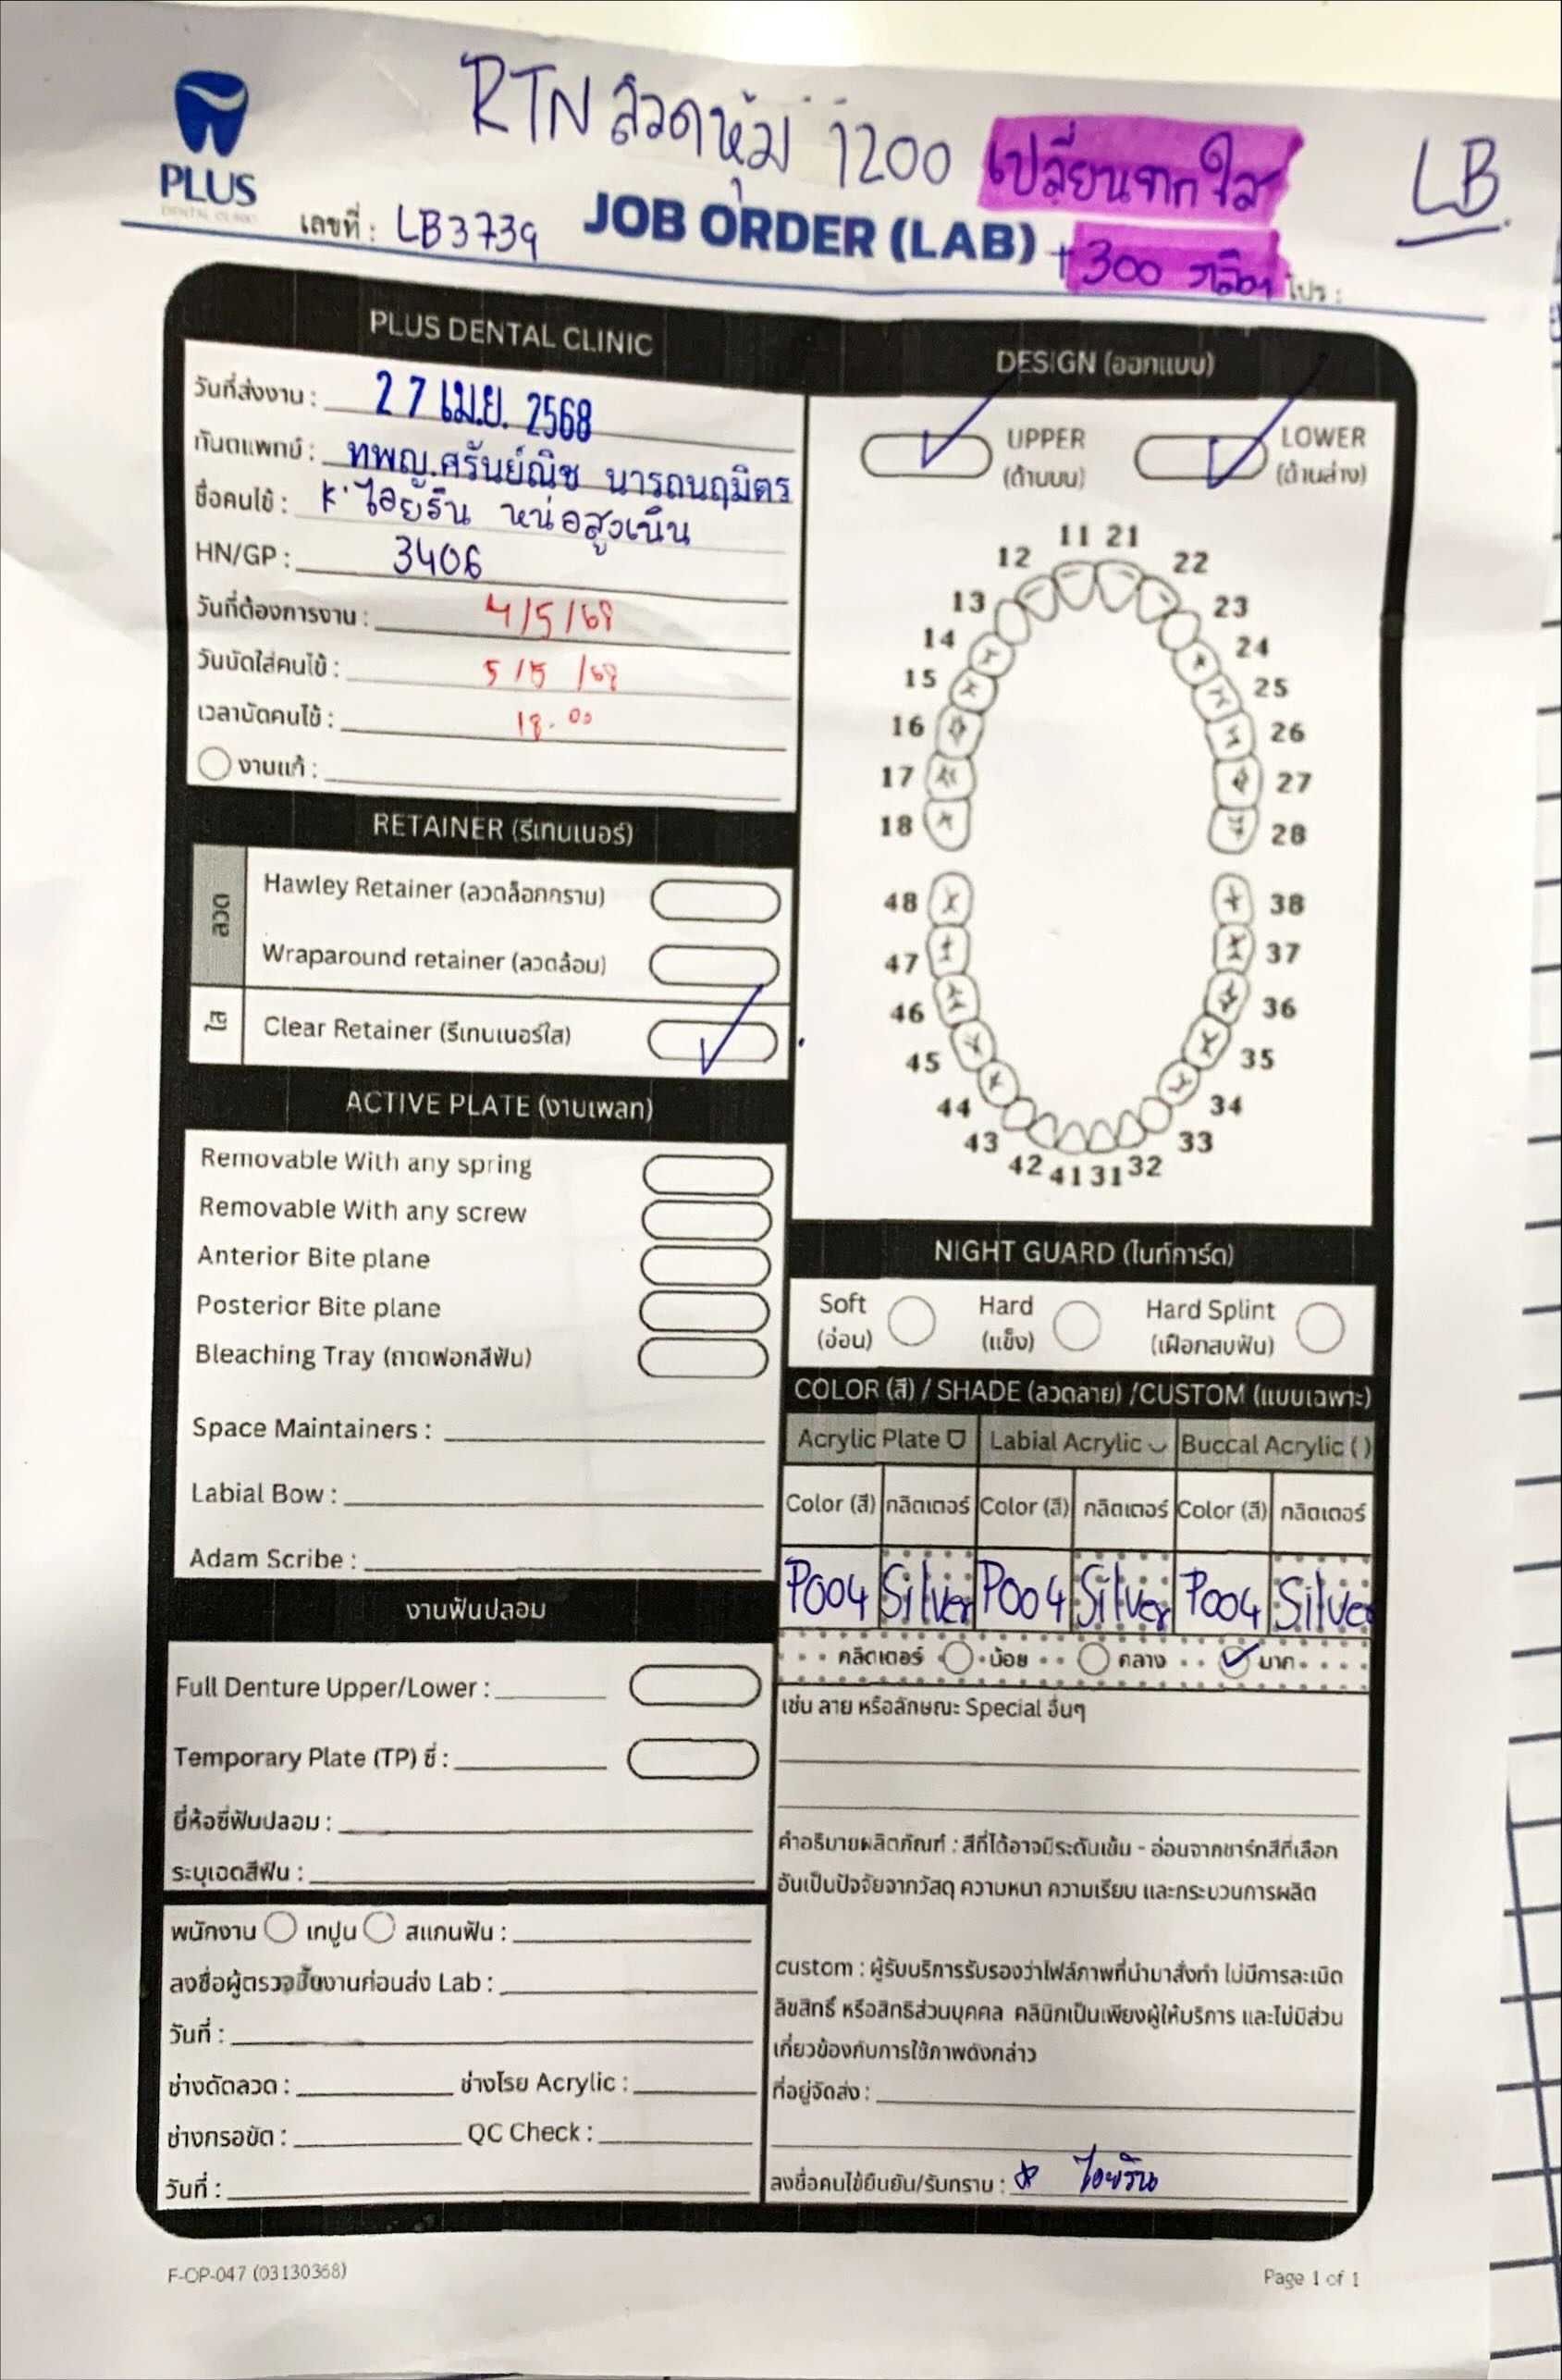 RTN ลวดหุ้ม 1200 เปลี่ยนจาก ใส
LB
PLUS
DENTAL CLINIC
เลขที่ : LB3739
JOB ORDER (LAB)
+300 กลิต โปร :
PLUS DENTAL CLINIC
วันที่ส่งงาน : 27 เม.ย. 2568
ทันตแพทย์ : ทพญ.ศรันย์ณิช นารถนฤมิตร
ชื่อคนไข้ : K. ไอยริน หน่อสูงเนิน
HN/GP : 3406
วันที่ต้องการงาน : 4/5/68
วันนัดใส่คนไข้ : 5/5/68
เวลานัดคนไข้ : 18.00
งานแก้ :
RETAINER (รีเทนเนอร์)
ลวด
Hawley Retainer (ลวดล็อกกราม)
Wraparound retainer (ลวดล้อม)
ใส
Clear Retainer (รีเทนเนอร์ใส)
ACTIVE PLATE (งานเพลท)
Removable With any spring
Removable With any screw
Anterior Bite plane
Posterior Bite plane
Bleaching Tray (ถาดฟอกสีฟัน)
Space Maintainers :
Labial Bow :
Adam Scribe :
งานฟันปลอม
Full Denture Upper/Lower :
Temporary Plate (TP) ซี่ :
ยี่ห้อซี่ฟันปลอม :
ระบุเฉดสีฟัน :
พนักงาน เทปูน สแกนฟัน :
ลงชื่อผู้ตรวจชิ้นงานก่อนส่ง Lab :
วันที่ :
ช่างดัดลวด : ช่างโรย Acrylic :
ช่างกรอขัด : QC Check :
วันที่ :
DESIGN (ออกแบบ)
UPPER (ด้านบน)
LOWER (ด้านล่าง)
11 21
12 22
13 23
14 24
15 25
16 26
17 27
18 28
48 38
47 37
46 36
45 35
44 34
43 33
42 41 31 32
NIGHT GUARD (ไนท์การ์ด)
Soft (อ่อน)
Hard (แข็ง)
Hard Splint (เฝือกสบฟัน)
COLOR (สี) / SHADE (ลวดลาย) /CUSTOM (แบบเฉพาะ)
Acrylic Plate Labial Acrylic Buccal Acrylic ( )
Color (สี) กลิตเตอร์ Color (สี) กลิตเตอร์ Color (สี) กลิตเตอร์
P004 Silver P004 Silver P004 Silver
กลิตเตอร์ น้อย กลาง มาก
เช่น ลาย หรือลักษณะ Special อื่นๆ
คำอธิบายผลิตภัณฑ์ : สีที่ได้อาจมีระดับเข้ม - อ่อนจากชาร์ทสีที่เลือก
อันเป็นปัจจัยจากวัสดุ ความหนา ความเรียบ และกระบวนการผลิต
custom : ผู้รับบริการรับรองว่าไฟล์ภาพที่นำมาสั่งทำ ไม่มีการละเมิด
ลิขสิทธิ์ หรือสิทธิส่วนบุคคล คลินิกเป็นเพียงผู้ให้บริการ และไม่มีส่วน
เกี่ยวข้องกับการใช้ภาพดังกล่าว
ที่อยู่จัดส่ง :
ลงชื่อคนไข้ยืนยัน/รับทราบ : ไอยริน
F-OP-047 (03130368)
Page 1 of 1